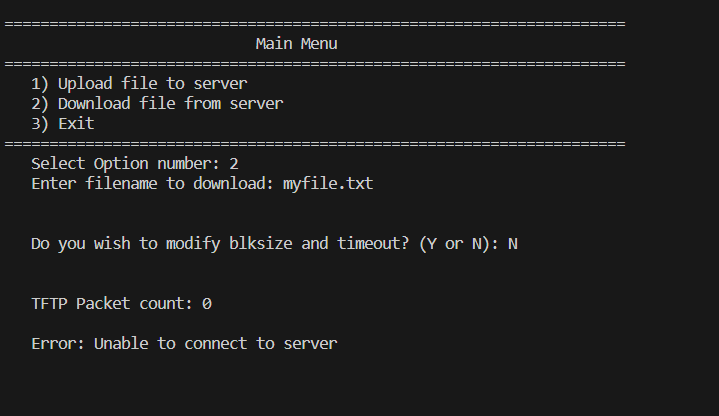 =====================================================================
Main Menu
=====================================================================
1) Upload file to server
2) Download file from server
3) Exit
=====================================================================
Select Option number: 2
Enter filename to download: myfile.txt
Do you wish to modify blksize and timeout? (Y or N): N
TFTP Packet count: 0
Error: Unable to connect to server